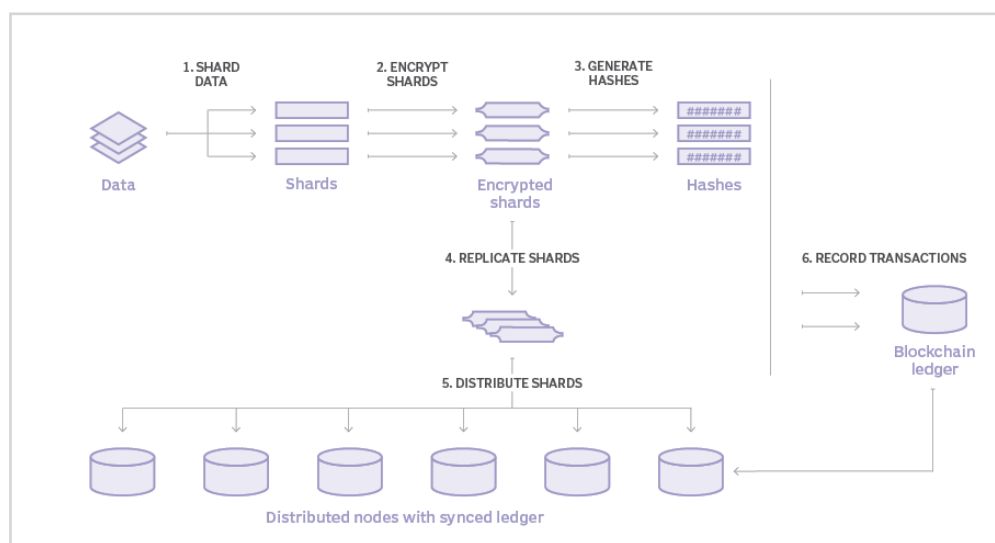 1. SHARD
DATA
2. ENCRYPT
SHARDS
3. GENERATE
HASHES
#######
#######
#######
Data
Shards
Encrypted
shards
Hashes
4. REPLICATE SHARDS
6. RECORD TRANSACTIONS
Blockchain
ledger
5. DISTRIBUTE SHARDS
Distributed nodes with synced ledger